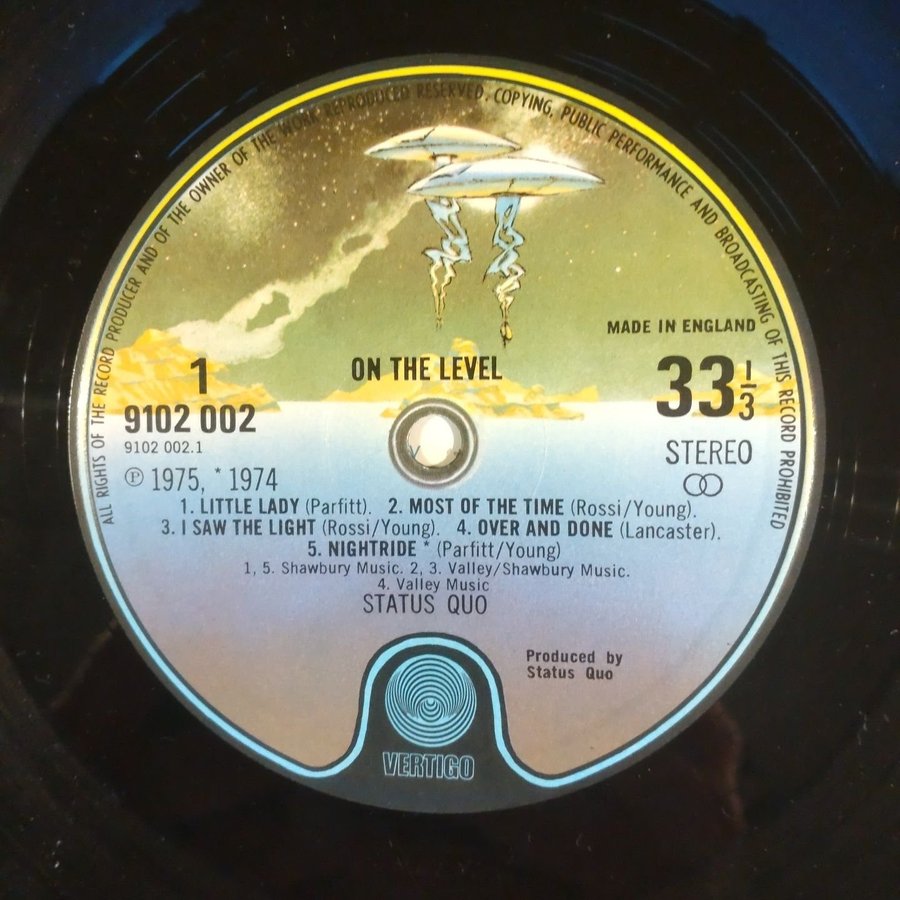 ALL RIGHTS OF THE RECORD PRODUCER AND OF THE OWNER OF THE WORK REPRODUCED RESERVED. COPYING, PUBLIC PERFORMANCE AND BROADCASTING OF THIS RECORD PROHIBITED
MADE IN ENGLAND
ON THE LEVEL
1
33 1/3
9102 002
9102 002.1
STEREO
Ⓟ 1975, * 1974
1. LITTLE LADY (Parfitt). 2. MOST OF THE TIME (Rossi/Young).
3. I SAW THE LIGHT (Rossi/Young). 4. OVER AND DONE (Lancaster).
5. NIGHTRIDE * (Parfitt/Young)
1, 5. Shawbury Music. 2, 3. Valley/Shawbury Music.
4. Valley Music
STATUS QUO
Produced by
Status Quo
VERTIGO